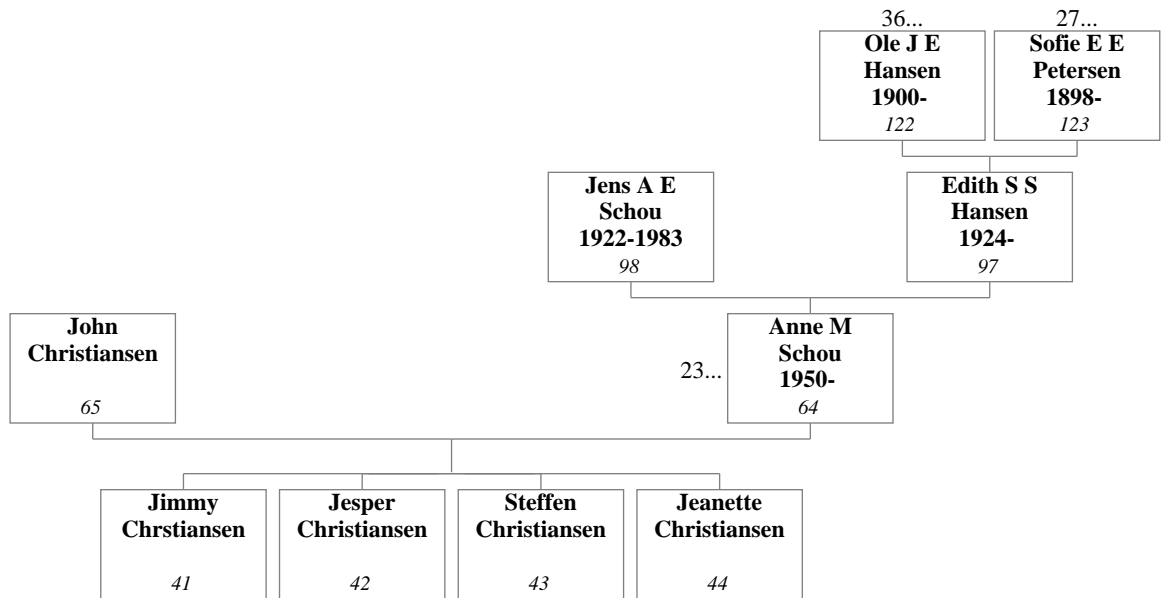 36...
27...
Ole J E
Hansen
1900-
122
Sofie E E
Petersen
1898-
123
Jens A E
Schou
1922-1983
98
Edith S S
Hansen
1924-
97
John
Christiansen
65
23...
Anne M
Schou
1950-
64
Jimmy
Chrstiansen
41
Jesper
Christiansen
42
Steffen
Christiansen
43
Jeanette
Christiansen
44